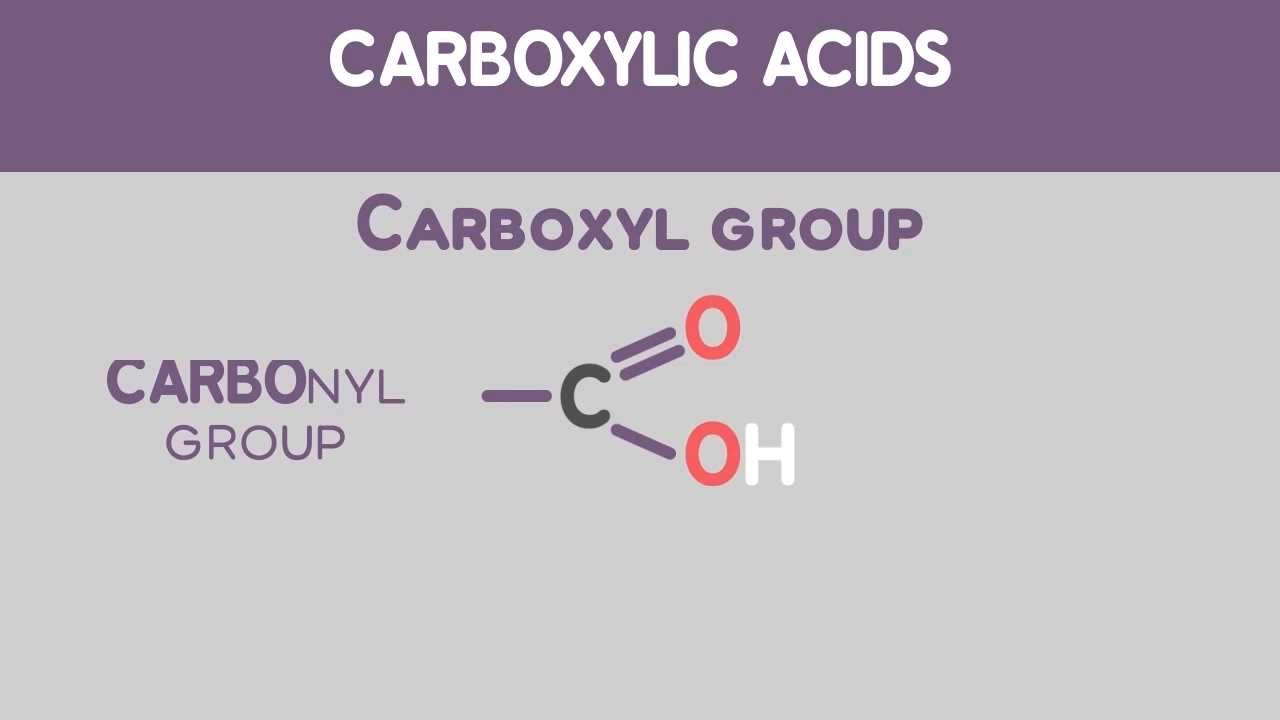 CARBOXYLIC ACIDS
CARBOXYL GROUP
O
CARBONYL
C
GROUP
OH